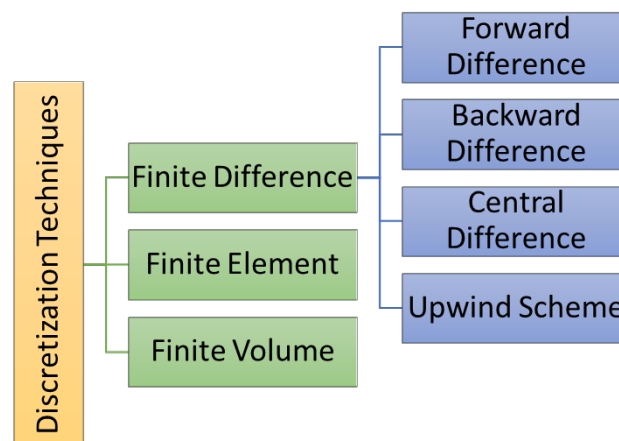 Discretization Techniques
Finite Difference
Finite Element
Finite Volume
Forward
Difference
Backward
Difference
Central
Difference
Upwind Scheme